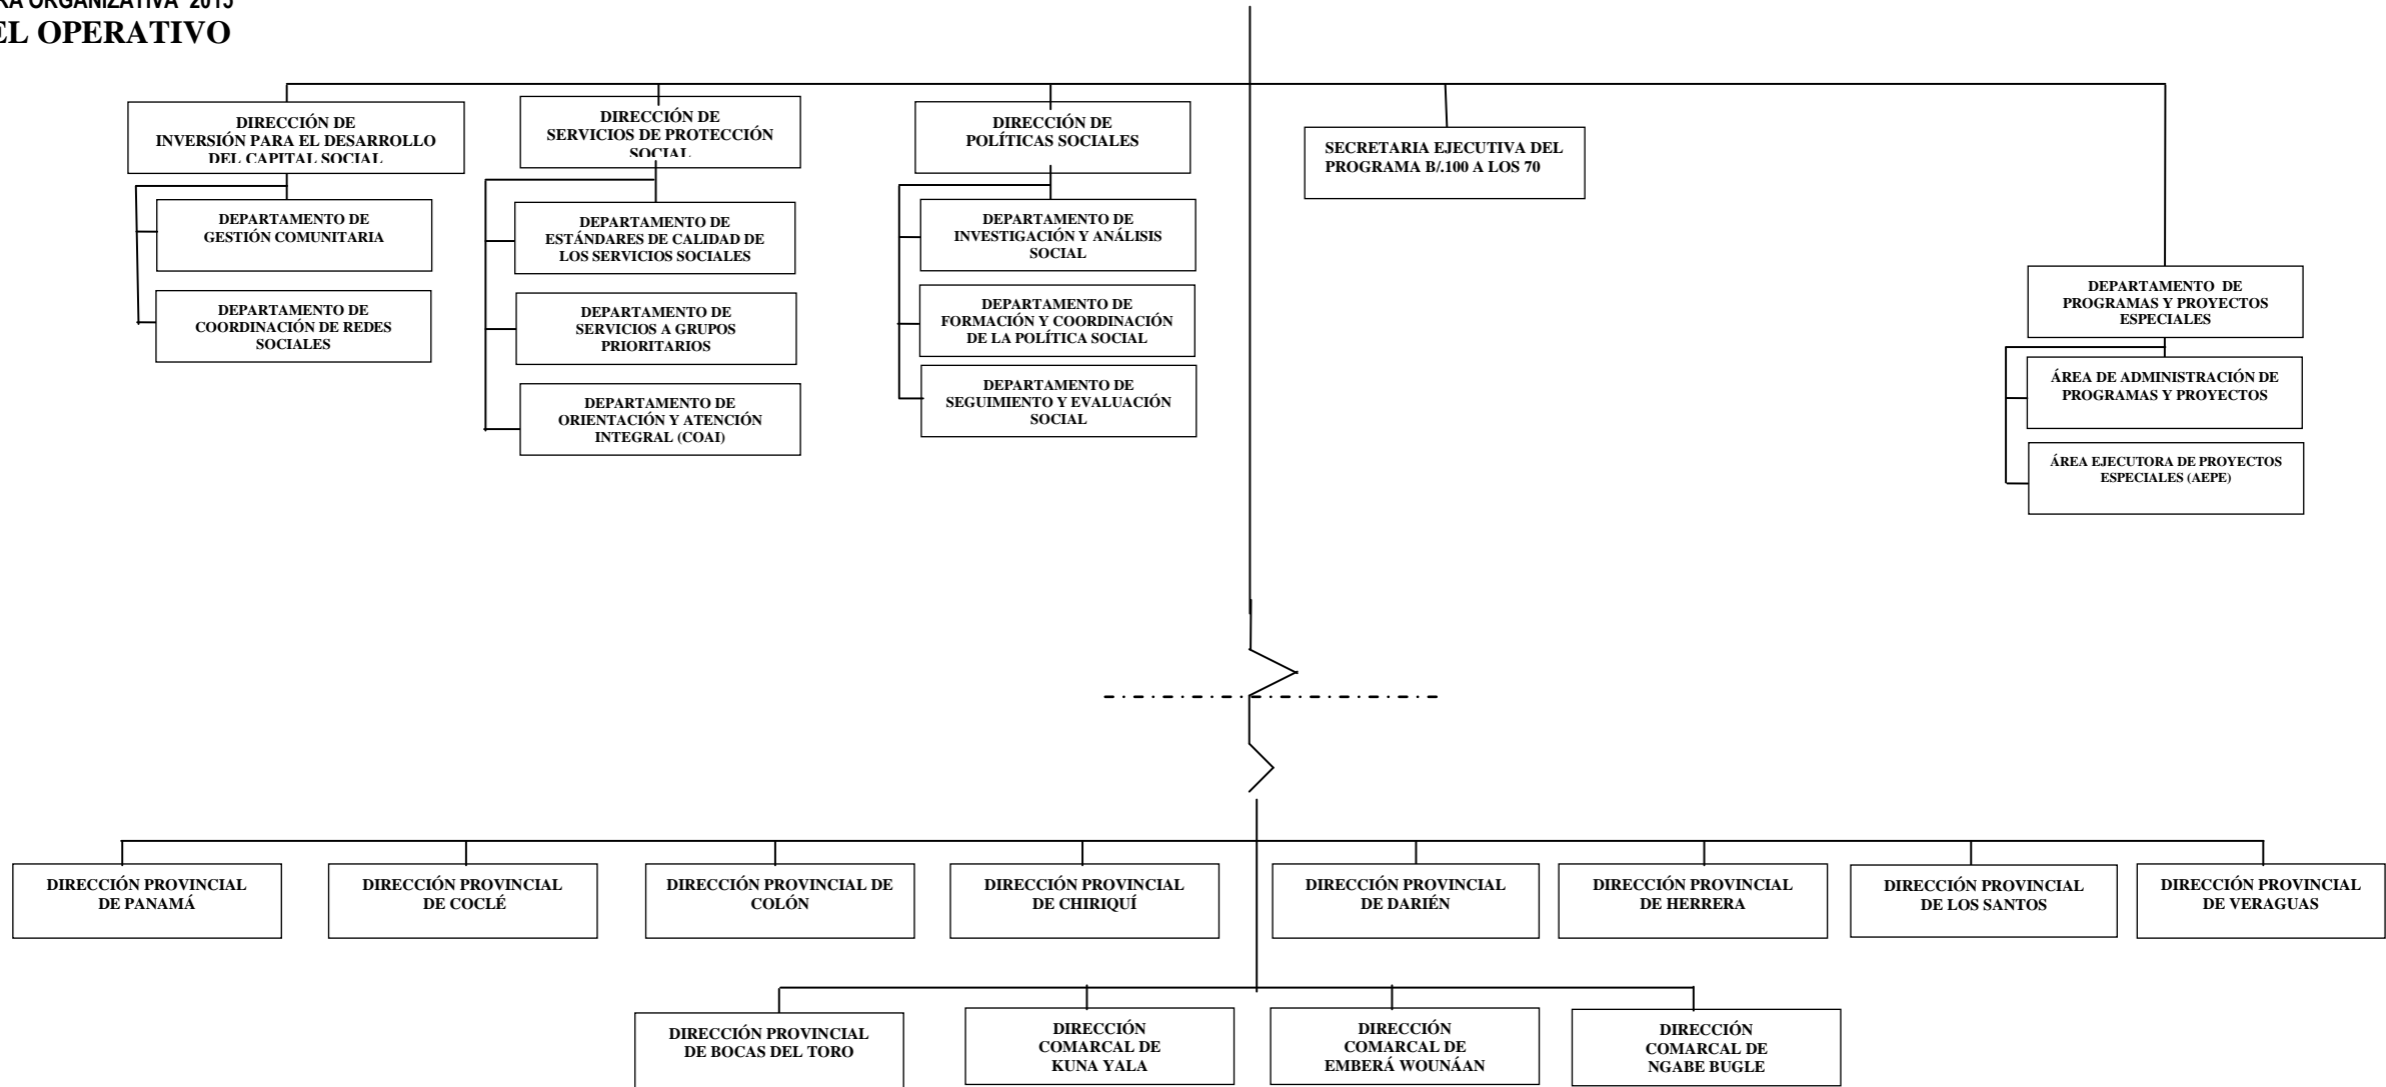 RA ORGANIZATIVA 2015
EL OPERATIVO
DIRECCIÓN DE
INVERSIÓN PARA EL DESARROLLO
DEL CAPITAL SOCIAL
DEPARTAMENTO DE
GESTIÓN COMUNITARIA
DEPARTAMENTO DE
COORDINACIÓN DE REDES
SOCIALES
DIRECCIÓN DE
SERVICIOS DE PROTECCIÓN
SOCIAL
DEPARTAMENTO DE
ESTÁNDARES DE CALIDAD DE
LOS SERVICIOS SOCIALES
DEPARTAMENTO DE
SERVICIOS A GRUPOS
PRIORITARIOS
DEPARTAMENTO DE
ORIENTACIÓN Y ATENCIÓN
INTEGRAL (COAI)
DIRECCIÓN DE
POLÍTICAS SOCIALES
DEPARTAMENTO DE
INVESTIGACIÓN Y ANÁLISIS
SOCIAL
DEPARTAMENTO DE
FORMACIÓN Y COORDINACIÓN
DE LA POLÍTICA SOCIAL
DEPARTAMENTO DE
SEGUIMIENTO Y EVALUACIÓN
SOCIAL
SECRETARIA EJECUTIVA DEL
PROGRAMA B/.100 A LOS 70
DEPARTAMENTO DE
PROGRAMAS Y PROYECTOS
ESPECIALES
ÁREA DE ADMINISTRACIÓN DE
PROGRAMAS Y PROYECTOS
ÁREA EJECUTORA DE PROYECTOS
ESPECIALES (AEPE)
DIRECCIÓN PROVINCIAL
DE PANAMÁ
DIRECCIÓN PROVINCIAL
DE COCLÉ
DIRECCIÓN PROVINCIAL DE
COLÓN
DIRECCIÓN PROVINCIAL
DE CHIRIQUÍ
DIRECCIÓN PROVINCIAL
DE DARIÉN
DIRECCIÓN PROVINCIAL
DE HERRERA
DIRECCIÓN PROVINCIAL
DE LOS SANTOS
DIRECCIÓN PROVINCIAL
DE VERAGUAS
DIRECCIÓN PROVINCIAL
DE BOCAS DEL TORO
DIRECCIÓN
COMARCAL DE
KUNA YALA
DIRECCIÓN
COMARCAL DE
EMBERÁ WOUNÁAN
DIRECCIÓN
COMARCAL DE
NGABE BUGLE